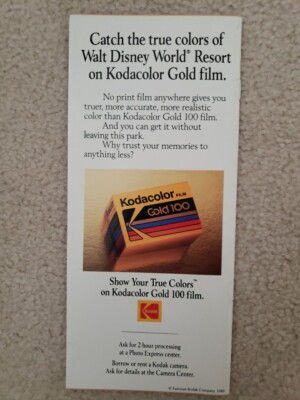 Catch the true colors of
Walt Disney World® Resort
on Kodacolor Gold film.
No print film anywhere gives you
truer, more accurate, more realistic
color than Kodacolor Gold 100 film.
And you can get it without
leaving this park.
Why trust your memories to
anything less?
Kodacolor FILM
Gold 100
Show Your True Colors™
on Kodacolor Gold 100 film.
Kodak
Ask for 2 hour processing
at a Photo Express center.
Borrow or rent a Kodak camera.
Ask for details at the Camera Center.
© Eastman Kodak Company,